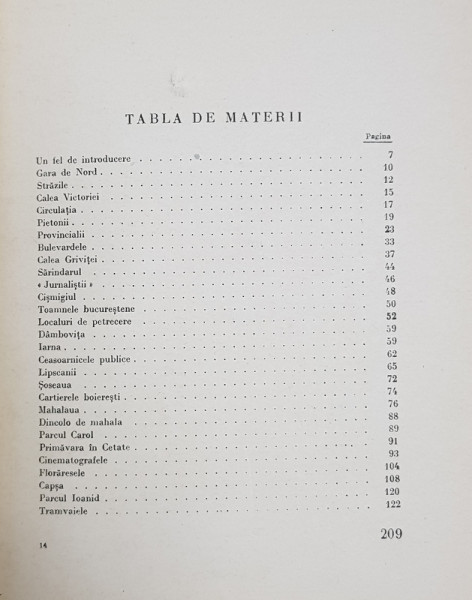 TABLA DE MATERII
Pagina
Un fel de introducere . . . . . . . . . . . . . . . . . 7
Gara de Nord . . . . . . . . . . . . . . . . . . . . 10
Străzile . . . . . . . . . . . . . . . . . . . . . . 12
Calea Victoriei . . . . . . . . . . . . . . . . . . . 15
Circulația . . . . . . . . . . . . . . . . . . . . . 17
Pietonii . . . . . . . . . . . . . . . . . . . . . . 19
Provincialii . . . . . . . . . . . . . . . . . . . . 23
Bulevardele . . . . . . . . . . . . . . . . . . . . 33
Calea Griviței . . . . . . . . . . . . . . . . . . . 37
Sărindarul . . . . . . . . . . . . . . . . . . . . . 44
« Jurnaliștii » . . . . . . . . . . . . . . . . . . . 46
Cișmigiul . . . . . . . . . . . . . . . . . . . . . 48
Toamnele bucureștene . . . . . . . . . . . . . . . . 50
Localuri de petrecere . . . . . . . . . . . . . . . . 52
Dâmbovița . . . . . . . . . . . . . . . . . . . . . 59
Iarna . . . . . . . . . . . . . . . . . . . . . . . 59
Ceasoarnicele publice . . . . . . . . . . . . . . . . 62
Lipscanii . . . . . . . . . . . . . . . . . . . . . 65
Șoseaua . . . . . . . . . . . . . . . . . . . . . . 72
Cartierele boierești . . . . . . . . . . . . . . . . . 74
Mahalaua . . . . . . . . . . . . . . . . . . . . . . 76
Dincolo de mahala . . . . . . . . . . . . . . . . . . 88
Parcul Carol . . . . . . . . . . . . . . . . . . . . 89
Primăvara în Cetate . . . . . . . . . . . . . . . . . 91
Cinematografele . . . . . . . . . . . . . . . . . . . 93
Florăresele . . . . . . . . . . . . . . . . . . . . . 104
Capșa . . . . . . . . . . . . . . . . . . . . . . . 108
Parcul Ioanid . . . . . . . . . . . . . . . . . . . . 120
Tramvaiele . . . . . . . . . . . . . . . . . . . . . 122
209
14